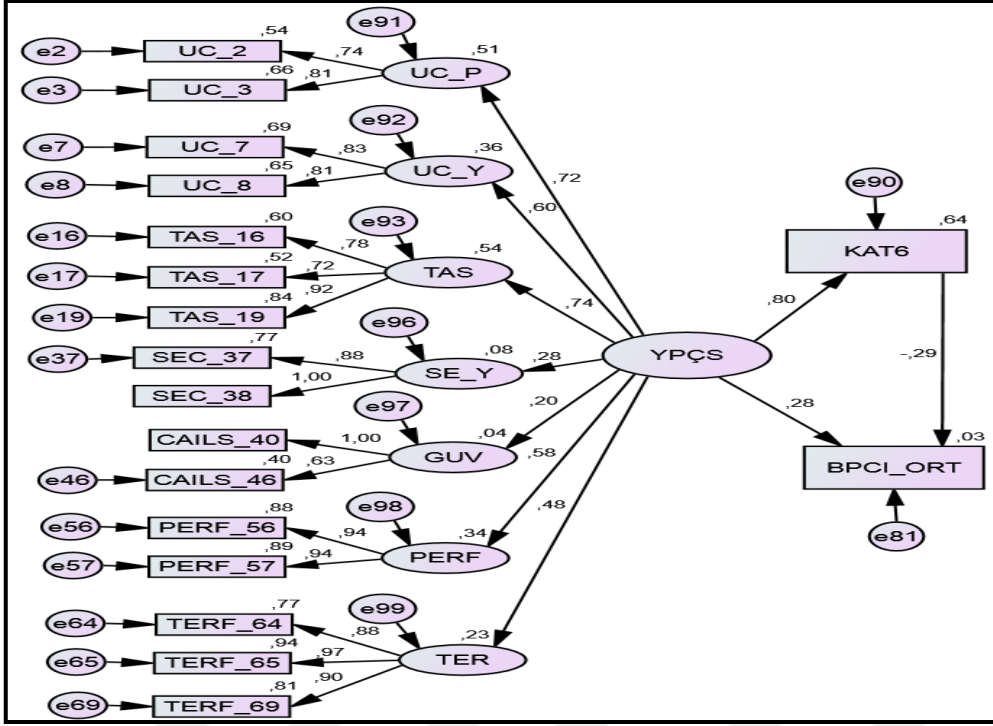 e91
,54
,51
e2 UC_2 ,74 UC_P
,66 ,81
e3 UC_3
e92
,69 ,36
e7 UC_7 ,83 UC_Y ,72
,65 ,81
e8 UC_8 ,60 e90
e93
,60 ,64
e16 TAS_16 ,78 ,54 KAT6
,52 ,72
e17 TAS_17 TAS
,84 ,92 ,74 ,80
e19 TAS_19 e96
,77 ,08
e37 SEC_37 ,88 ,28 YPÇS -,29
SE_Y
SEC_38 1,00
e97 ,20 ,28
CAILS_40 1,00 ,04 ,03
,40 ,63 GUV ,58 BPCI_ORT
e46 CAILS_46
e98 ,48
,88
e56 PERF_56 ,94 ,34 e81
,89 ,94 PERF
e57 PERF_57
e99
,77
e64 TERF_64 ,88 ,23
,94 ,97
e65 TERF_65 TER
,81 ,90
e69 TERF_69